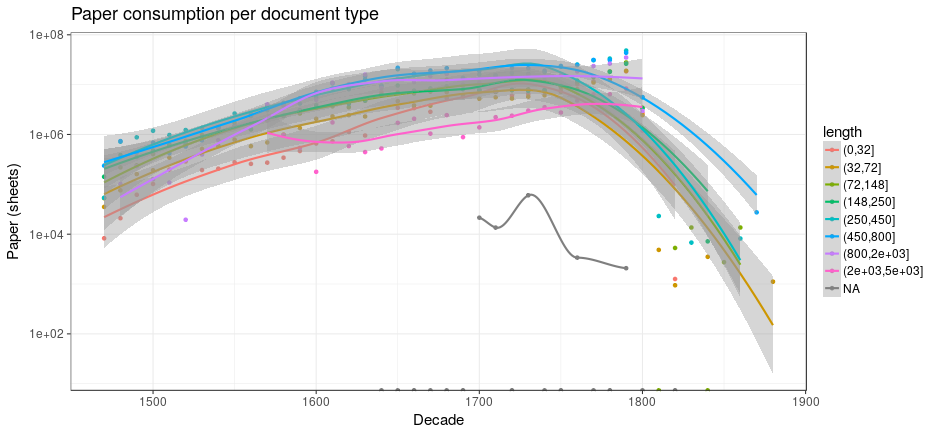 Paper consumption per document type
1e+08
1e+06
1e+04
1e+02
Paper (sheets)
1500
1600
1700
1800
1900
Decade
length
(0,32]
(32,72]
(72,148]
(148,250]
(250,450]
(450,800]
(800,2e+03]
(2e+03,5e+03]
NA